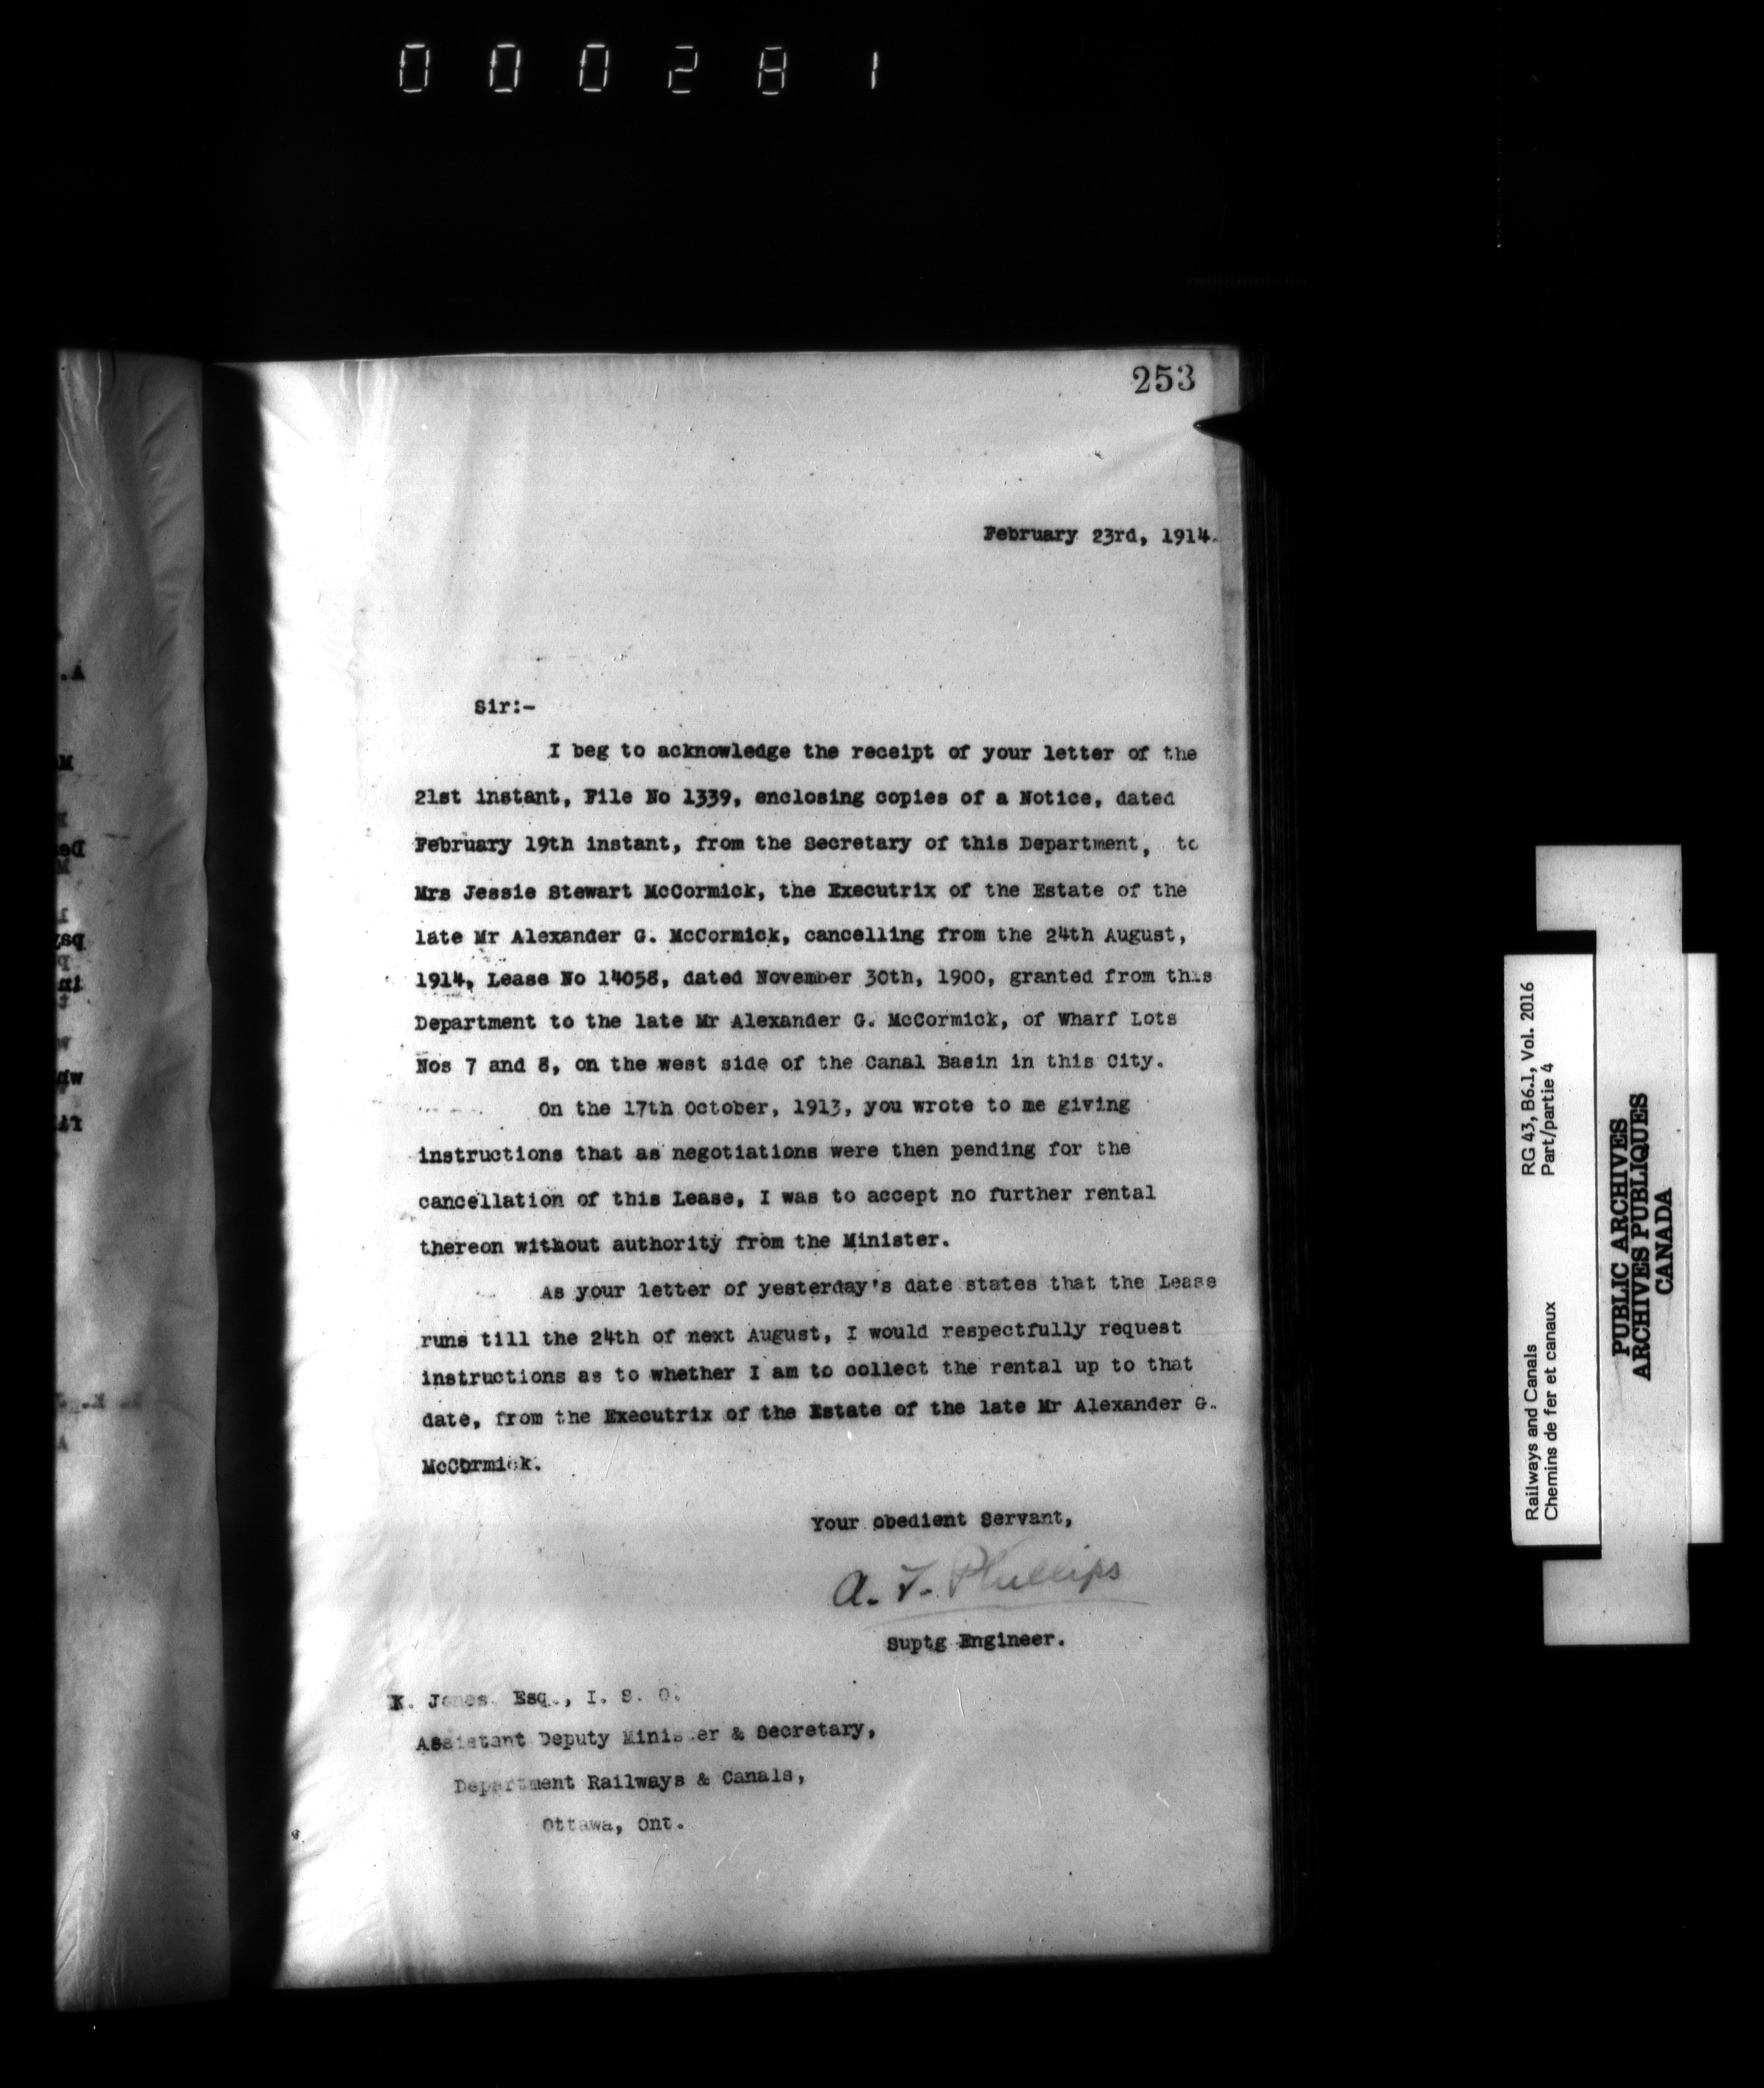 000281
253
February 23rd, 1914.
Sir:-
I beg to acknowledge the receipt of your letter of the
21st instant, File No 1339, enclosing copies of a Notice, dated
February 19th instant, from the Secretary of this Department, to
Mrs Jessie Stewart McCormick, the Executrix of the Estate of the
late Mr Alexander G. McCormick, cancelling from the 24th August,
1914, Lease No 14058, dated November 30th, 1900, granted from this
Department to the late Mr Alexander G. McCormick, of Wharf Lots
Nos 7 and 8, on the west side of the Canal Basin in this City.
On the 17th October, 1913, you wrote to me giving
instructions that as negotiations were then pending for the
cancellation of this Lease, I was to accept no further rental
thereon without authority from the Minister.
As your letter of yesterday's date states that the Lease
runs till the 24th of next August, I would respectfully request
instructions as to whether I am to collect the rental up to that
date, from the Executrix of the Estate of the late Mr Alexander G.
McCormick.
Your obedient Servant,
A. T. Phillips
Suptg Engineer.
K. Jones Esq., I. S. O.
Assistant Deputy Minister & Secretary,
Department Railways & Canals,
Ottawa, Ont.
Railways and Canals RG 43, B6.1, Vol. 2016
Chemins de fer et canaux Part/partie 4
PUBLIC ARCHIVES
ARCHIVES PUBLIQUES
CANADA